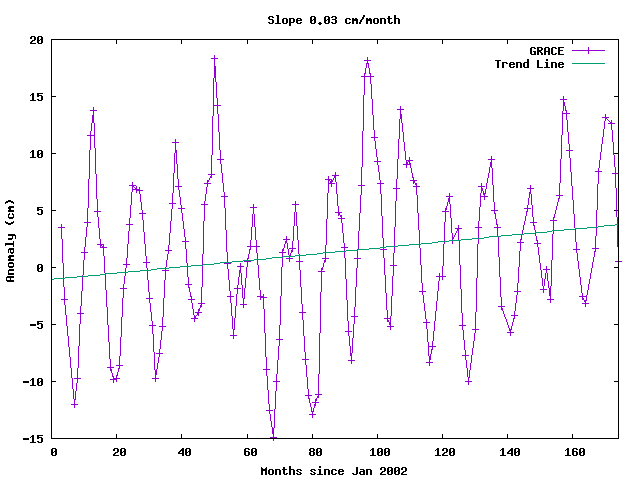 Slope 0.03 cm/month
GRACE
Trend Line
20
15
10
5
0
-5
-10
-15
Anomaly (cm)
0 20 40 60 80 100 120 140 160
Months since Jan 2002